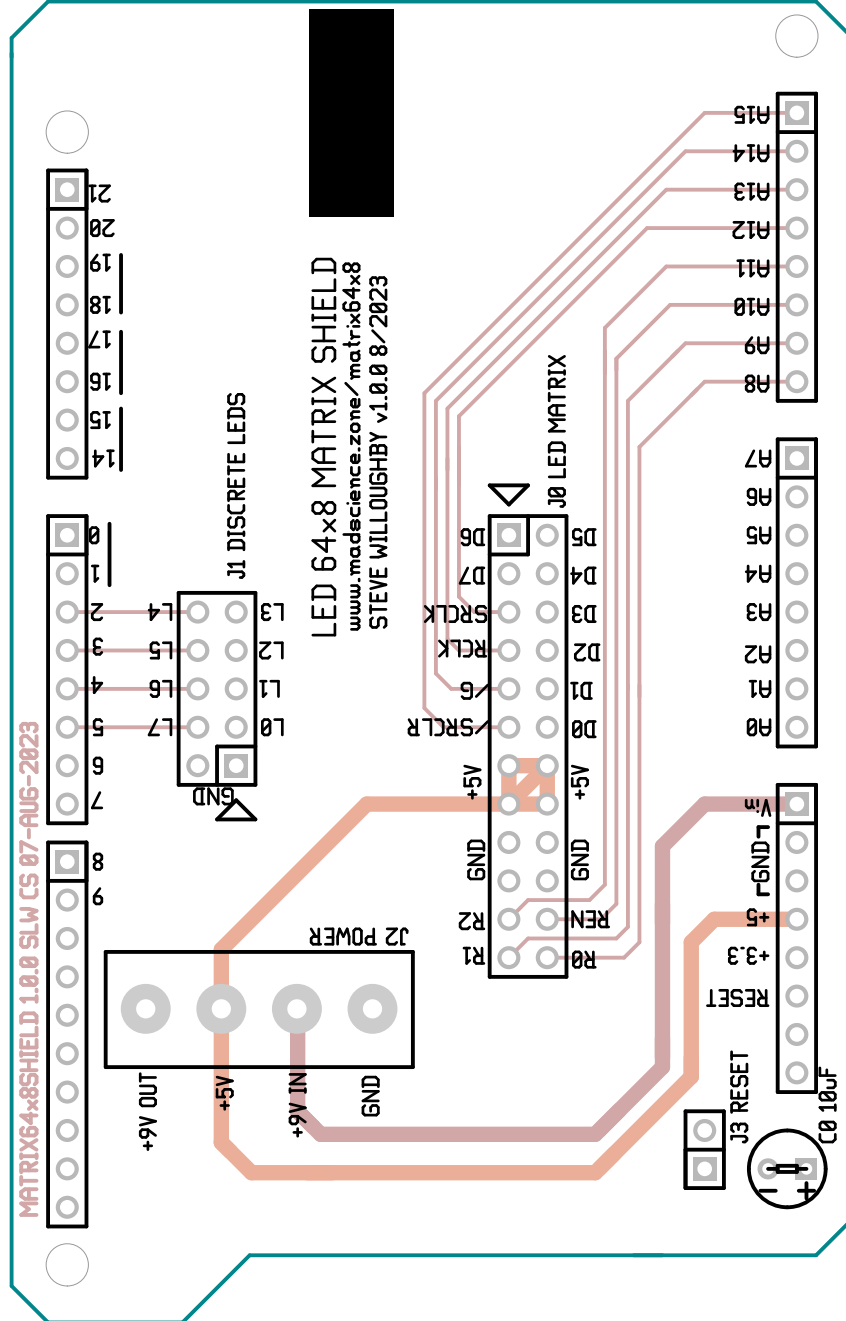 LED 64x8 MATRIX SHIELD
www.madscience.zone/matrix64x8
STEVE WILLOUGHBY v1.0.0 8/2023
MATRIX64x8SHIELD 1.0.0 SLW CS 07-AUG-2023
21
20
19
18
17
16
15
14
0
1
2
3
4
5
6
7
8
9
J1 DISCRETE LEDS
L4
L5
L6
L7
GND
L3
L2
L1
L0
J0 LED MATRIX
D6
D7
SRCLK
RCLK
/G
/SRCLR
+5V
GND
R2
R1
D5
D4
D3
D2
D1
D0
+5V
GND
REN
R0
A15
A14
A13
A12
A11
A10
A9
A8
A7
A6
A5
A4
A3
A2
A1
A0
Vin
GND
+5
+3.3
RESET
J2 POWER
+9V OUT
+5V
+9V IN
GND
J3 RESET
C0 10uF
-
+